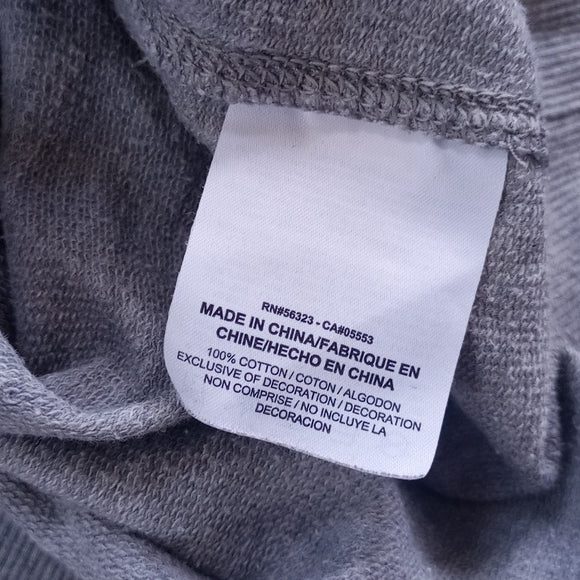 RN#56323 - CA#05553
MADE IN CHINA/FABRIQUE EN
CHINE/HECHO EN CHINA
100% COTTON / COTON / ALGODON
EXCLUSIVE OF DECORATION / DECORATION
NON COMPRISE / NO INCLUYE LA
DECORACION